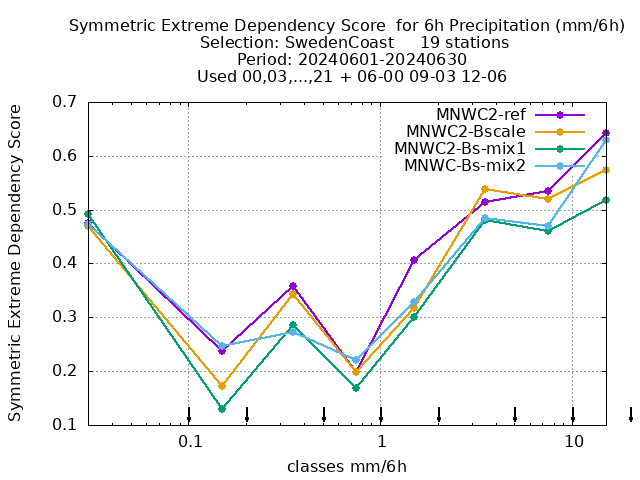 Symmetric Extreme Dependency Score  for 6h Precipitation (mm/6h)
Selection: SwedenCoast     19 stations
Period: 20240601-20240630
Used 00,03,...,21 + 06-00 09-03 12-06
Symmetric Extreme Dependency Score
0.7
0.6
0.5
0.4
0.3
0.2
0.1
MNWC2-ref
MNWC2-Bscale
MNWC2-Bs-mix1
MNWC-Bs-mix2
0.1 1 10
classes mm/6h